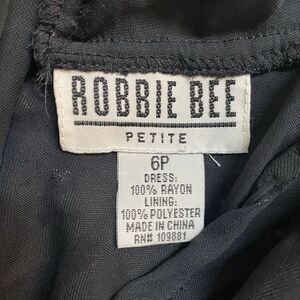 ROBBIE BEE
PETITE
6P
DRESS:
100% RAYON
LINING:
100% POLYESTER
MADE IN CHINA
RN# 109881